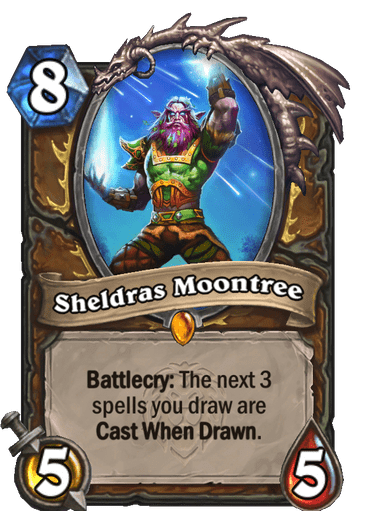 8
Sheldras Moontree
Battlecry: The next 3
spells you draw are
Cast When Drawn.
5
5